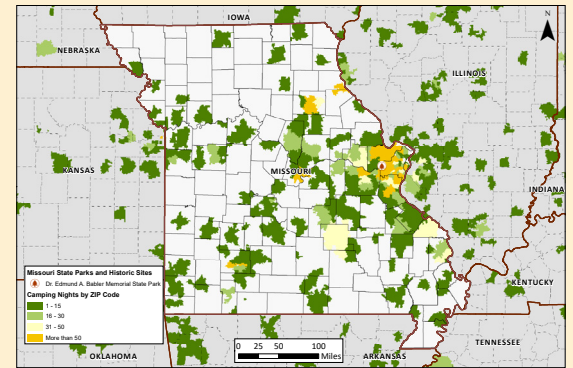 IOWA
N
NEBRASKA
ILLINOIS
KANSAS
MISSOURI
INDIANA
Missouri State Parks and Historic Sites
Dr. Edmund A. Babler Memorial State Park
Camping Nights by ZIP Code
1 - 15
16 - 30
31 - 50
More than 50
KENTUCKY
0 25 50 100
Miles
TENNESSEE
OKLAHOMA
ARKANSAS